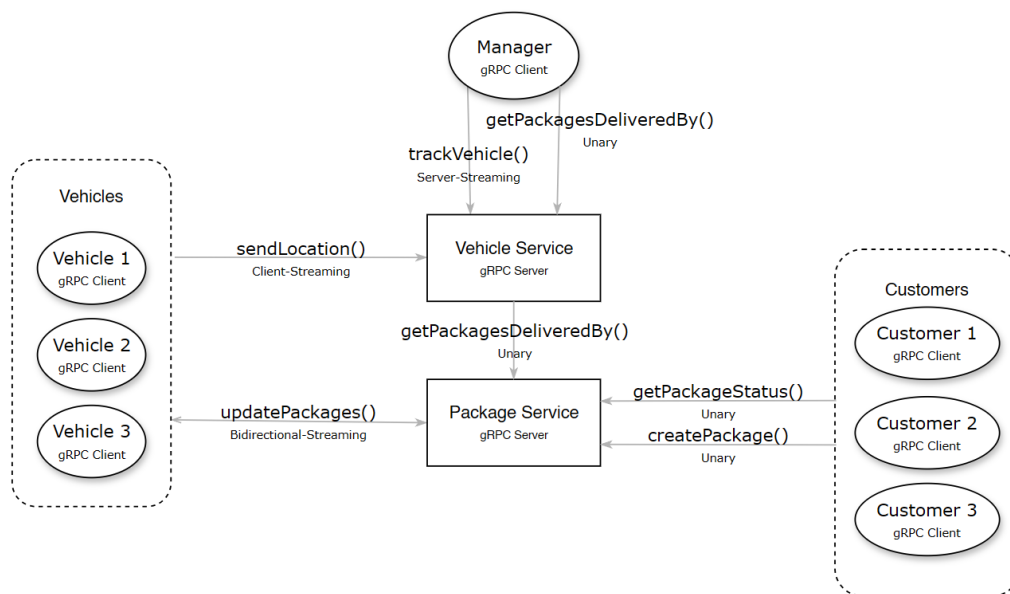 Manager
gRPC Client
getPackagesDeliveredBy()
Unary
trackVehicle()
Server-Streaming
Vehicles
Vehicle 1
gRPC Client
Vehicle 2
gRPC Client
Vehicle 3
gRPC Client
sendLocation()
Client-Streaming
Vehicle Service
gRPC Server
getPackagesDeliveredBy()
Unary
updatePackages()
Bidirectional-Streaming
Package Service
gRPC Server
getPackageStatus()
Unary
createPackage()
Unary
Customers
Customer 1
gRPC Client
Customer 2
gRPC Client
Customer 3
gRPC Client